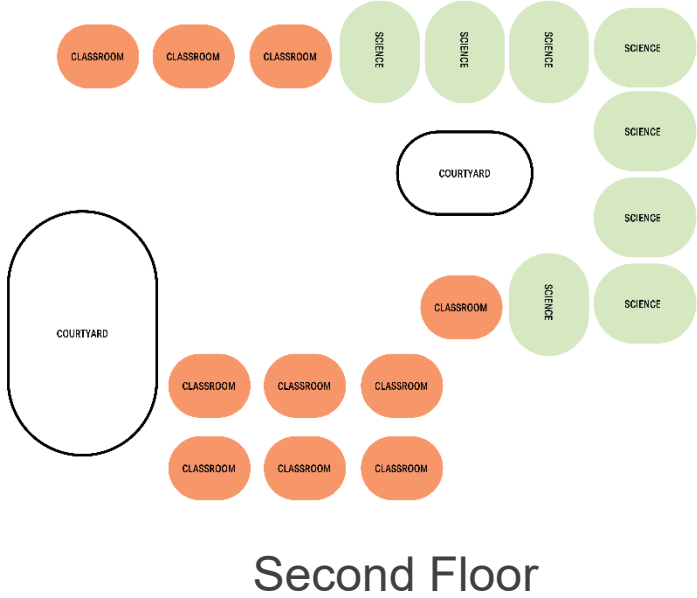 CLASSROOM CLASSROOM CLASSROOM SCIENCE SCIENCE SCIENCE SCIENCE
SCIENCE
COURTYARD
SCIENCE
CLASSROOM SCIENCE SCIENCE
COURTYARD
CLASSROOM CLASSROOM CLASSROOM
CLASSROOM CLASSROOM CLASSROOM
Second Floor